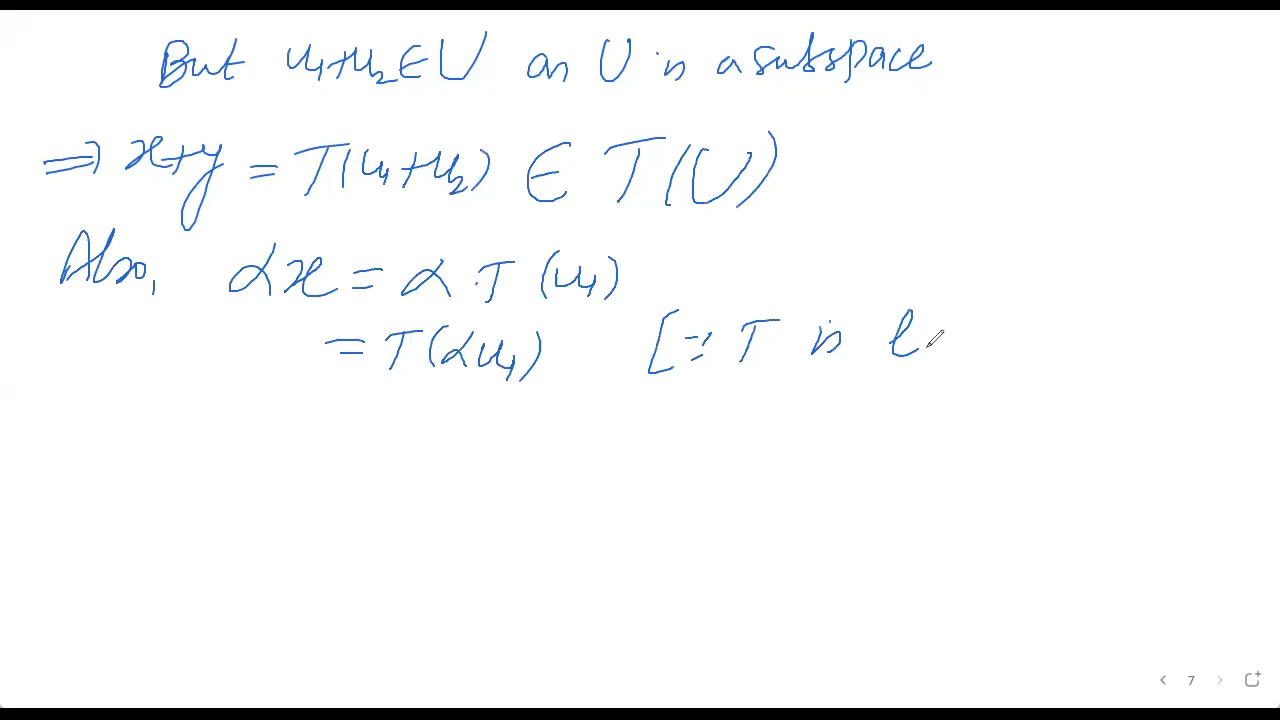 But u₁+u₂ ∈ U as U is a subspace
⇒ x+y = T(u₁+u₂) ∈ T(U)
Also, αx = α.T(u₁)
= T(αu₁) [∵ T is l
7